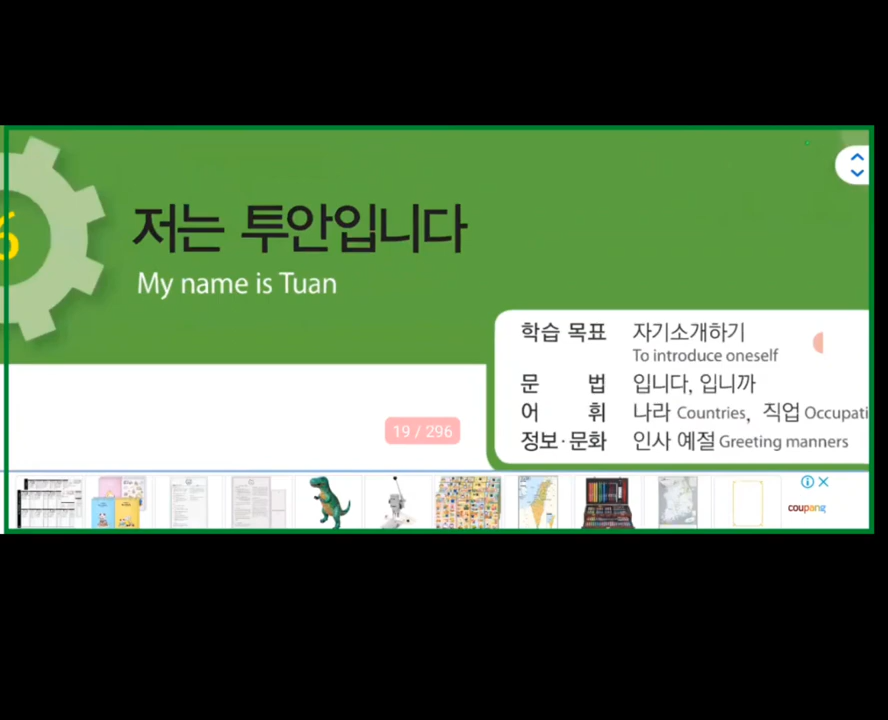 6
저는 투안입니다
My name is Tuan
학습 목표 자기소개하기
To introduce oneself
문 법 입니다, 입니까
어 휘 나라 Countries, 직업 Occupati
정보·문화 인사 예절 Greeting manners
19 / 296
coupang